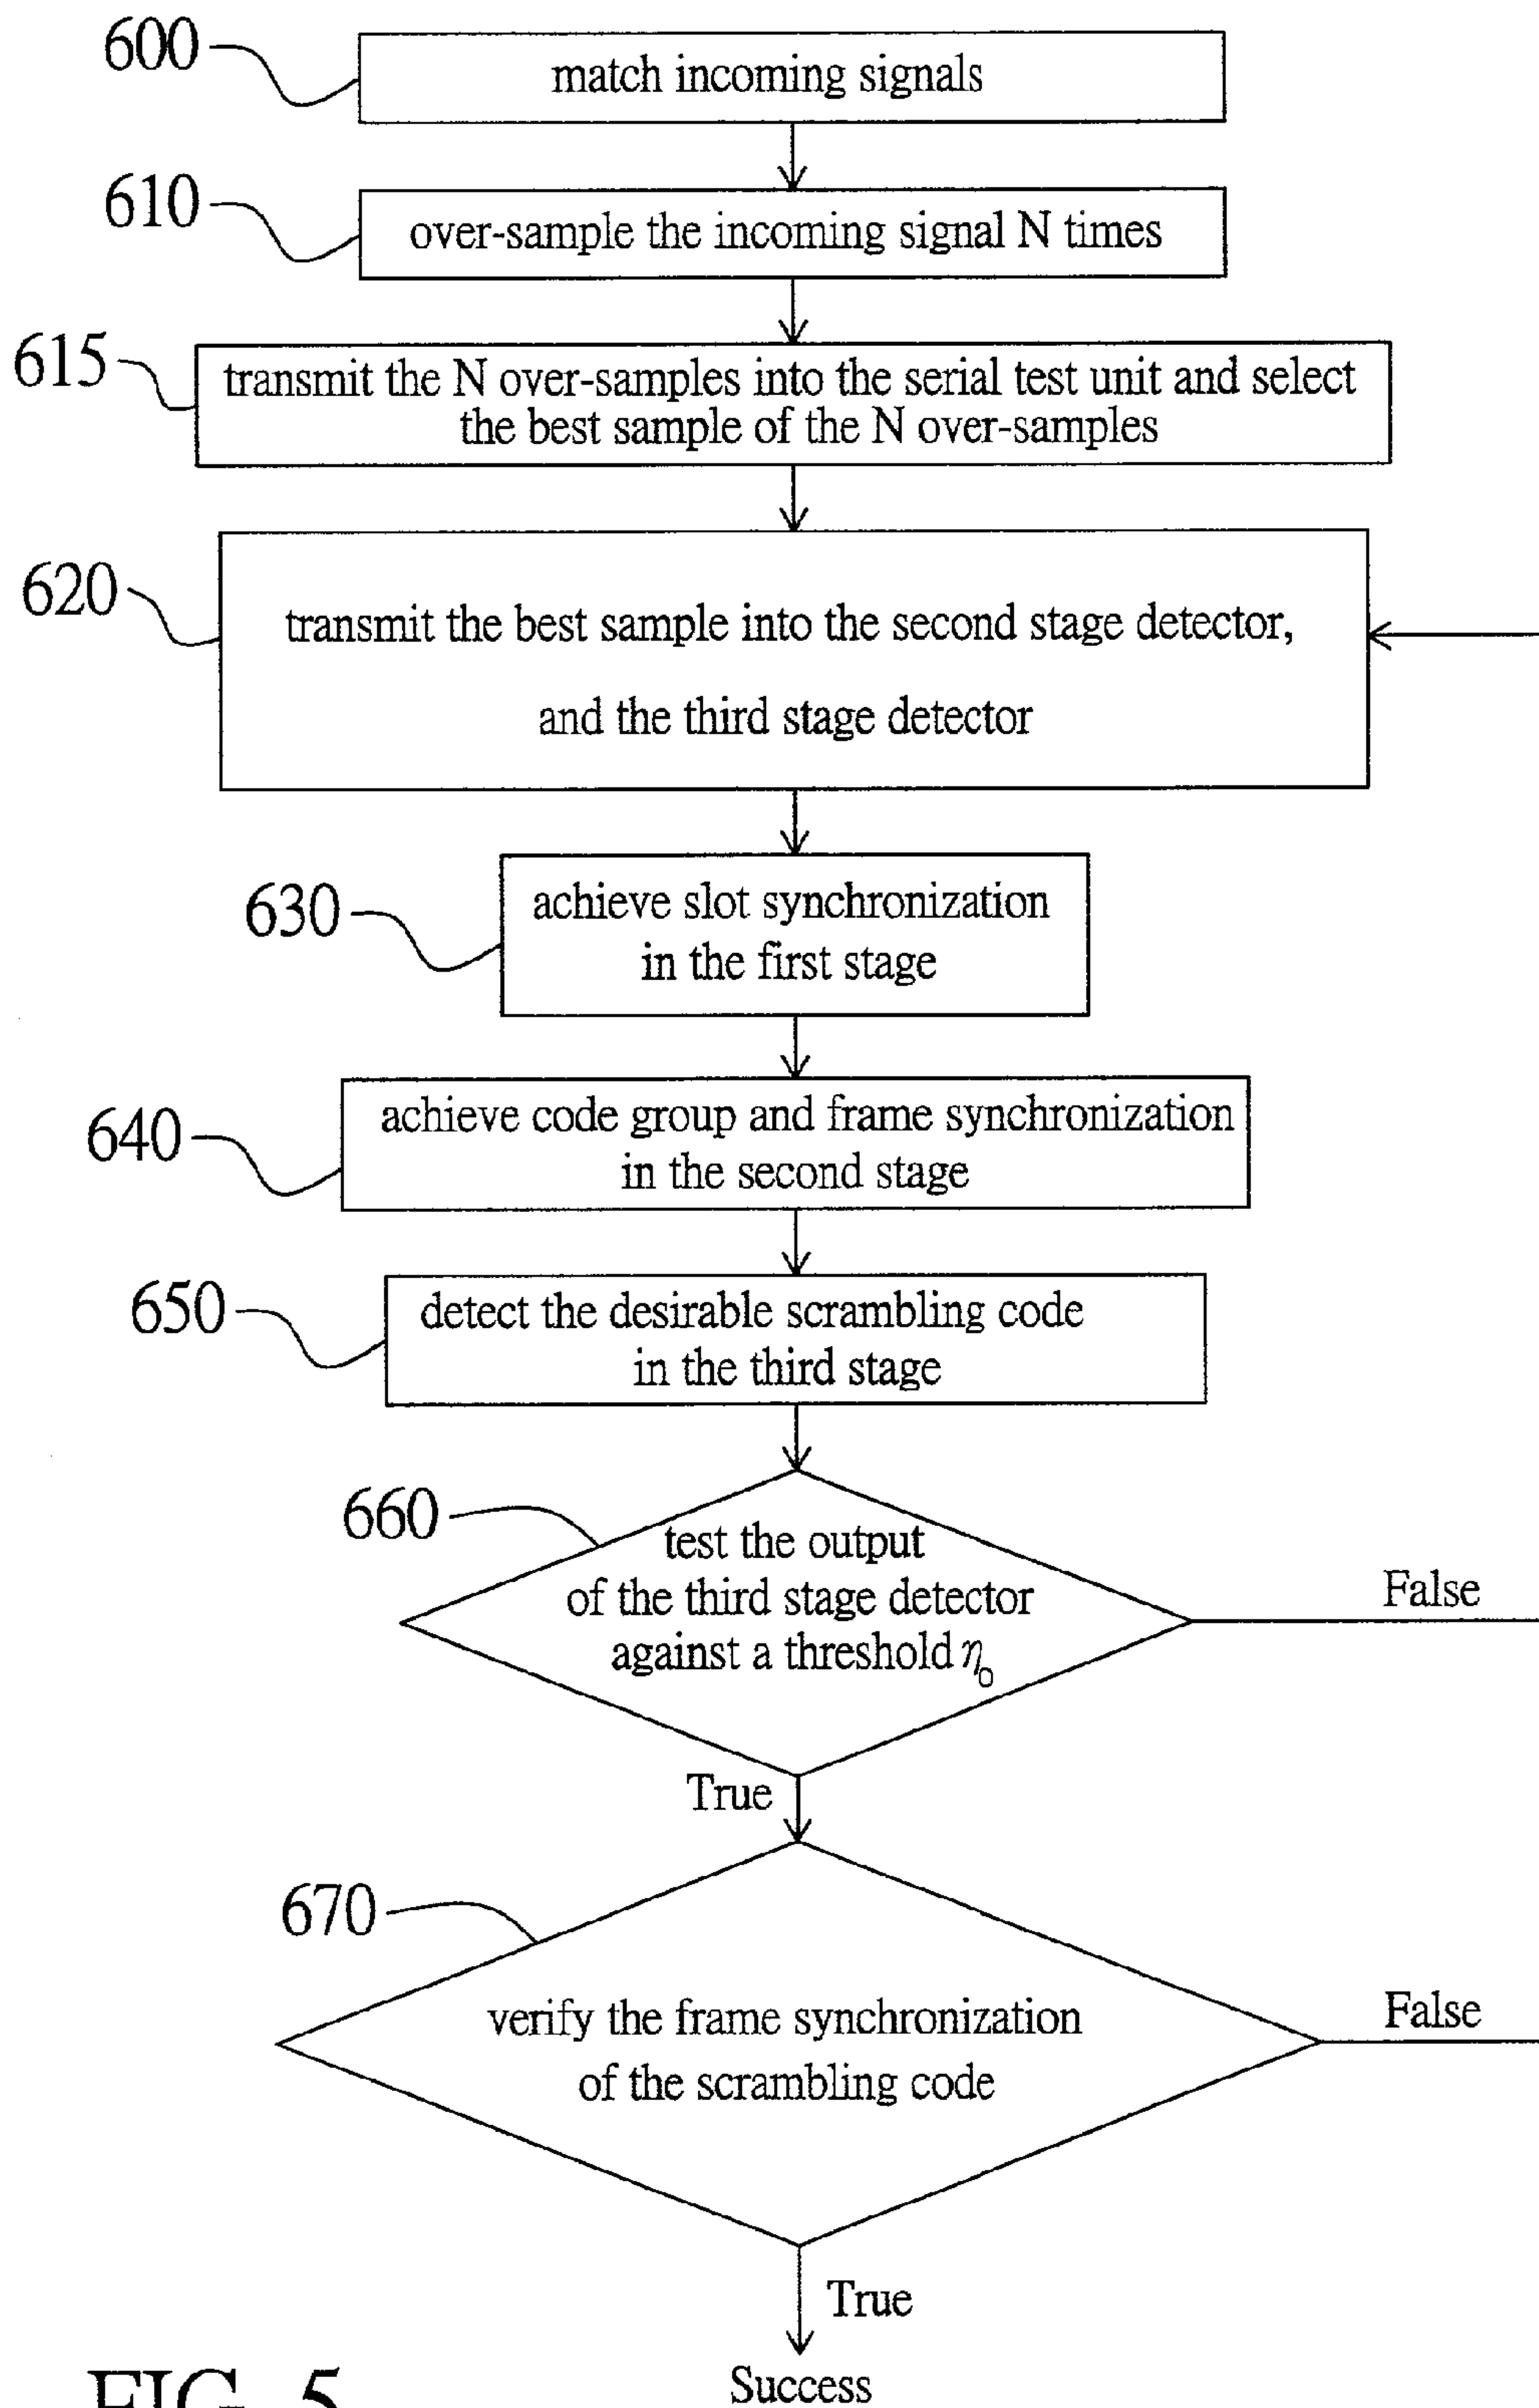 600
match incoming signals
610
over-sample the incoming signal N times
615
transmit the N over-samples into the serial test unit and select
the best sample of the N over-samples
620
transmit the best sample into the second stage detector,
and the third stage detector
630
achieve slot synchronization
in the first stage
640
achieve code group and frame synchronization
in the second stage
650
detect the desirable scrambling code
in the third stage
660
test the output
of the third stage detector
against a threshold η₀
False
True
670
verify the frame synchronization
of the scrambling code
False
True
Success
FIG. 5